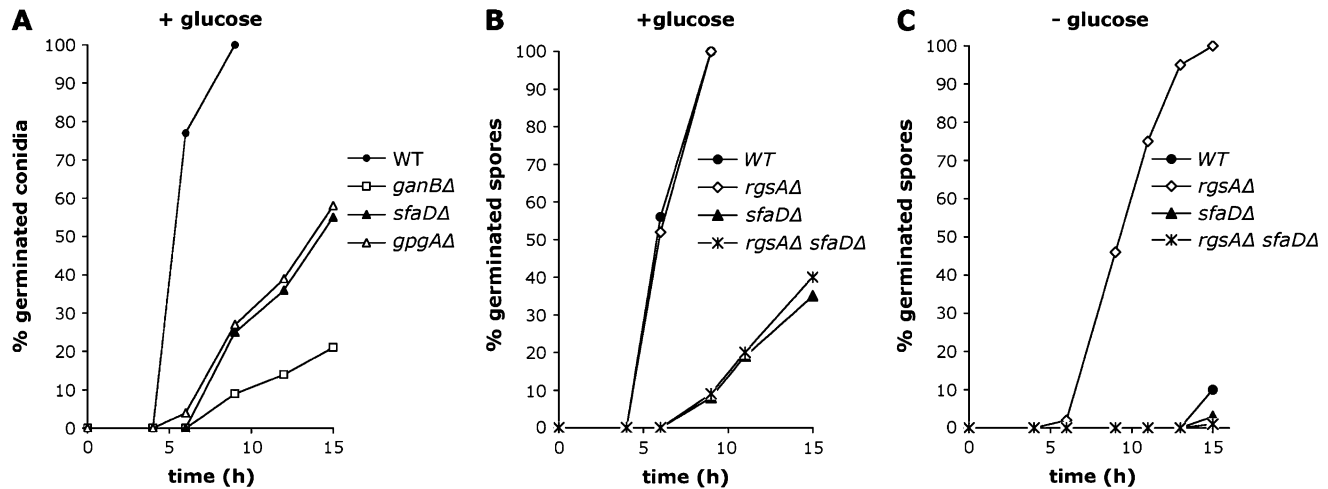 A
+ glucose
% germinated conidia
100
90
80
70
60
50
40
30
20
10
0
0
5
10
15
time (h)
WT
ganBΔ
sfaDΔ
gpgAΔ
B
+glucose
% germinated spores
100
90
80
70
60
50
40
30
20
10
0
0
5
10
15
time (h)
WT
rgsAΔ
sfaDΔ
rgsAΔ sfaDΔ
C
- glucose
% germinated spores
100
90
80
70
60
50
40
30
20
10
0
0
5
10
15
time (h)
WT
rgsAΔ
sfaDΔ
rgsAΔ sfaDΔ